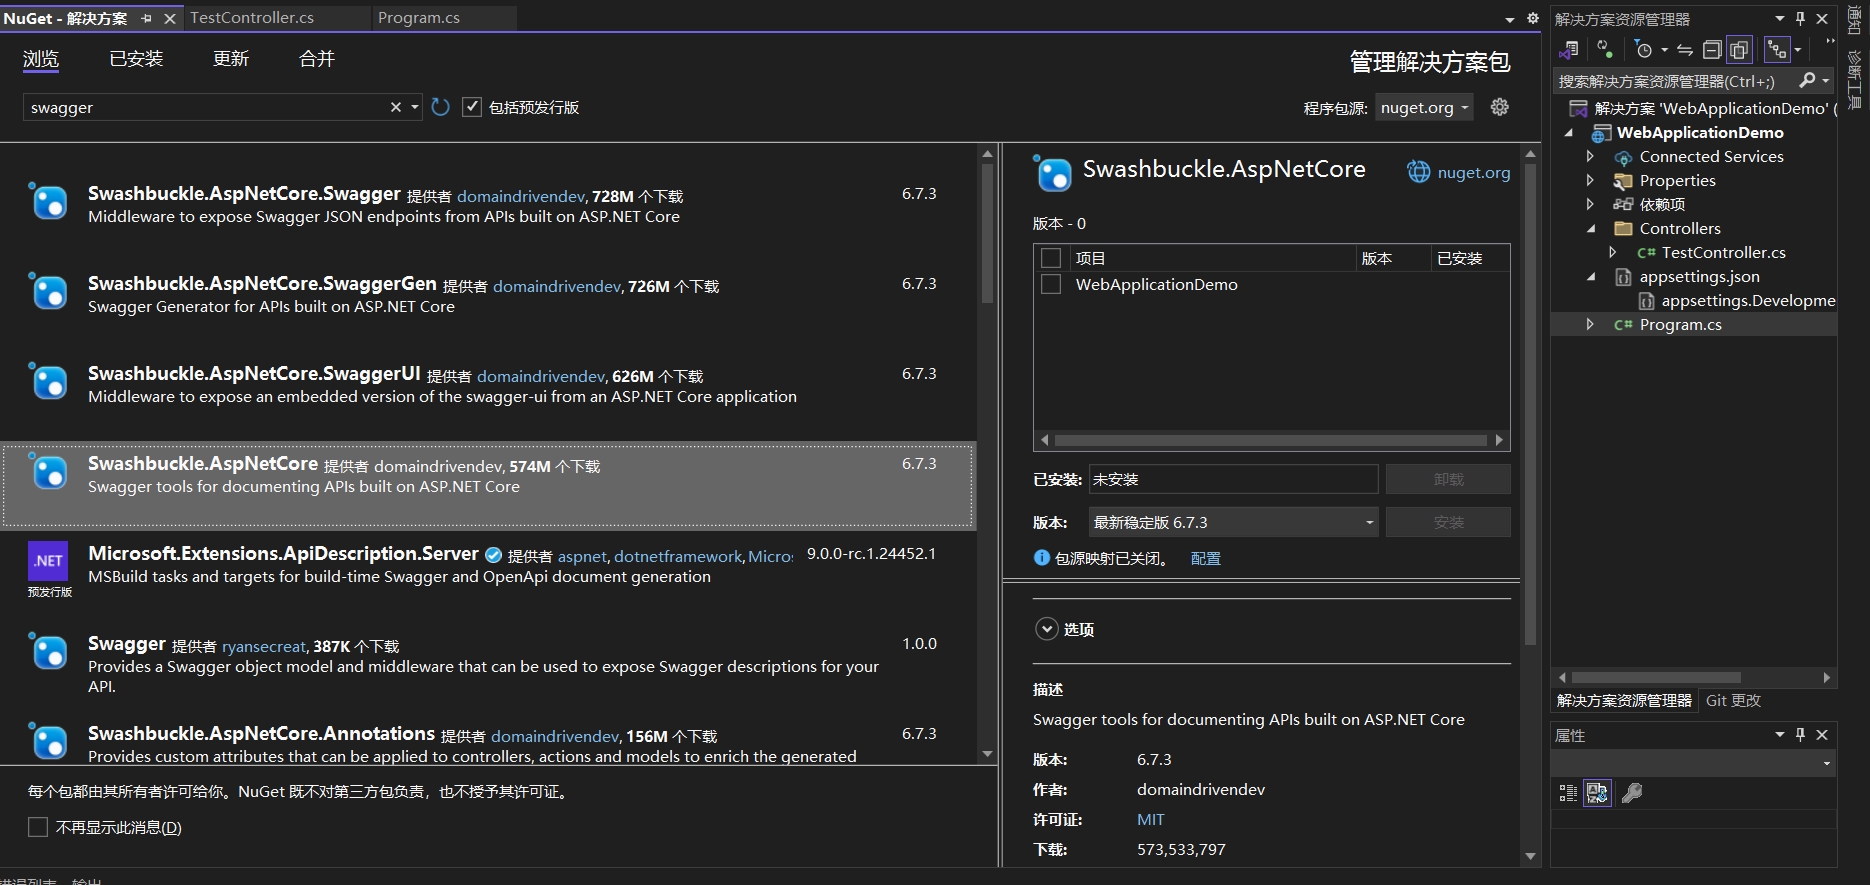 NuGet - 解决方案
TestController.cs
Program.cs
浏览
已安装
更新
合并
管理解决方案包
swagger
包括预发行版
程序包源:
nuget.org
Swashbuckle.AspNetCore.Swagger 提供者 domaindrivendev, 728M 个下载
6.7.3
Middleware to expose Swagger JSON endpoints from APIs built on ASP.NET Core
Swashbuckle.AspNetCore.SwaggerGen 提供者 domaindrivendev, 726M 个下载
6.7.3
Swagger Generator for APIs built on ASP.NET Core
Swashbuckle.AspNetCore.SwaggerUI 提供者 domaindrivendev, 626M 个下载
6.7.3
Middleware to expose an embedded version of the swagger-ui from an ASP.NET Core application
Swashbuckle.AspNetCore 提供者 domaindrivendev, 574M 个下载
6.7.3
Swagger tools for documenting APIs built on ASP.NET Core
.NET
预发行版
Microsoft.Extensions.ApiDescription.Server 提供者 aspnet, dotnetframework, Micros
9.0.0-rc.1.24452.1
MSBuild tasks and targets for build-time Swagger and OpenApi document generation
Swagger 提供者 ryansecreat, 387K 个下载
1.0.0
Provides a Swagger object model and middleware that can be used to expose Swagger descriptions for your
API.
Swashbuckle.AspNetCore.Annotations 提供者 domaindrivendev, 156M 个下载
6.7.3
Provides custom attributes that can be applied to controllers, actions and models to enrich the generated
每个包都由其所有者许可给你。NuGet 既不对第三方包负责，也不授予其许可证。
不再显示此消息(D)
Swashbuckle.AspNetCore
nuget.org
版本 - 0
项目
版本
已安装
WebApplicationDemo
已安装:
未安装
卸载
版本:
最新稳定版 6.7.3
安装
包源映射已关闭。
配置
选项
描述
Swagger tools for documenting APIs built on ASP.NET Core
版本:
6.7.3
作者:
domaindrivendev
许可证:
MIT
下载:
573,533,797
解决方案资源管理器
搜索解决方案资源管理器(Ctrl+;)
解决方案 'WebApplicationDemo' (
WebApplicationDemo
Connected Services
Properties
依赖项
Controllers
C# TestController.cs
appsettings.json
appsettings.Developme
C# Program.cs
解决方案资源管理器
Git 更改
属性
通知
诊断工具
错误列表
输出